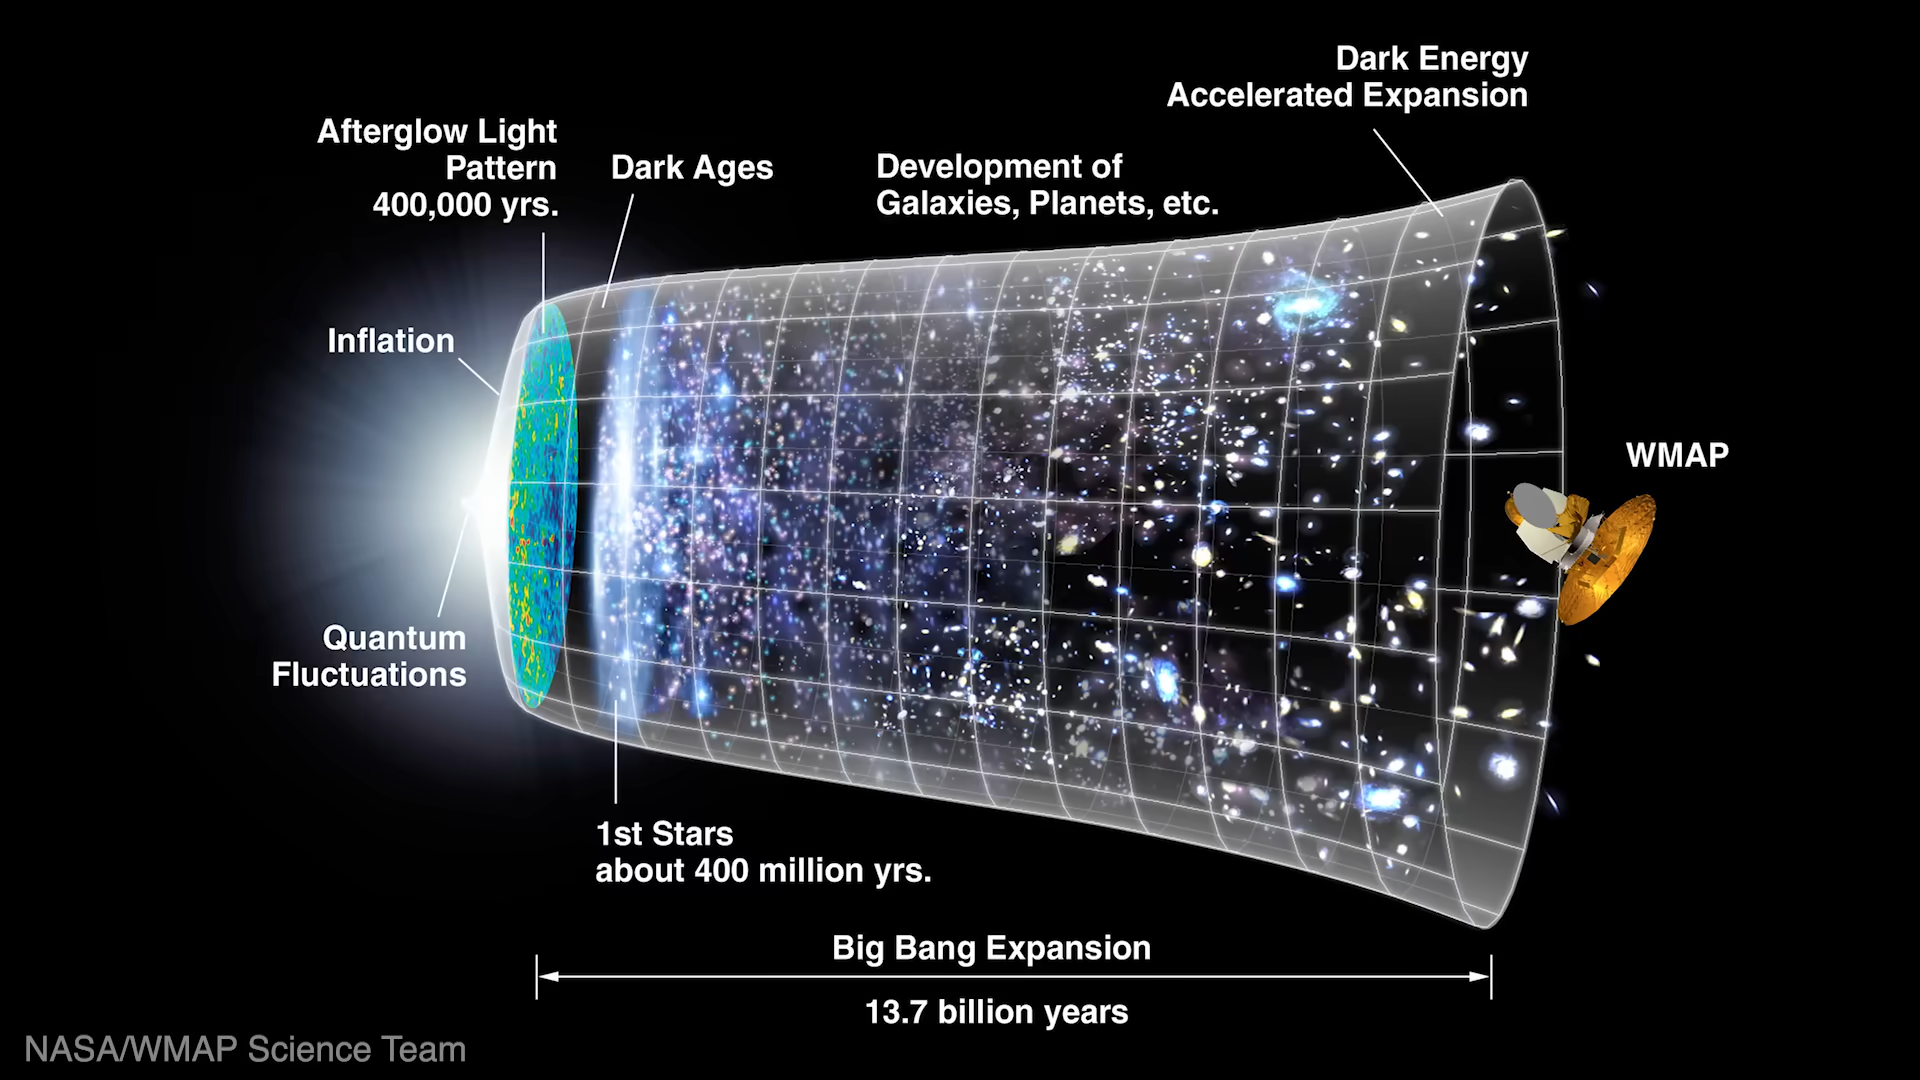 Dark Energy
Accelerated Expansion
Afterglow Light
Pattern
400,000 yrs.
Dark Ages
Development of
Galaxies, Planets, etc.
Inflation
WMAP
Quantum
Fluctuations
1st Stars
about 400 million yrs.
Big Bang Expansion
13.7 billion years
NASA/WMAP Science Team